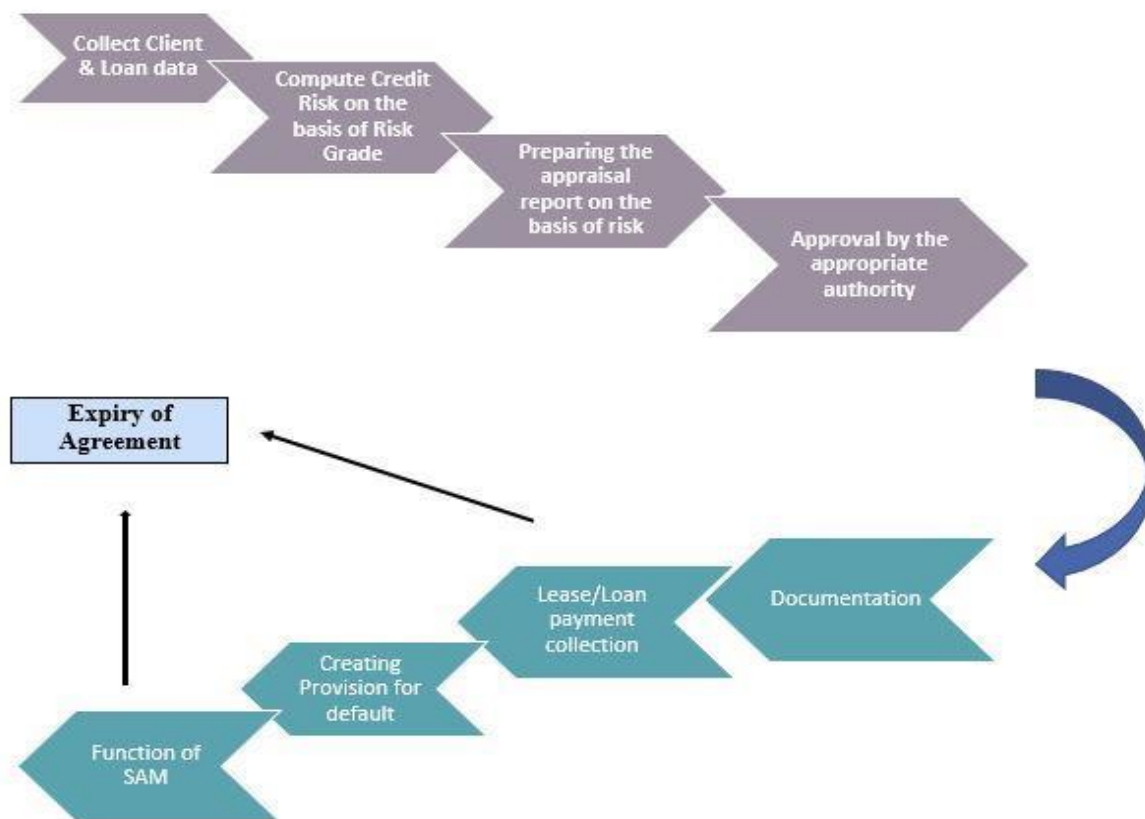 Collect Client
& Loan data
Compute Credit
Risk on the
basis of Risk
Grade
Preparing the
appraisal
report on the
basis of risk
Approval by the
appropriate
authority
Expiry of
Agreement
Documentation
Lease/Loan
payment
collection
Creating
Provision for
default
Function of
SAM